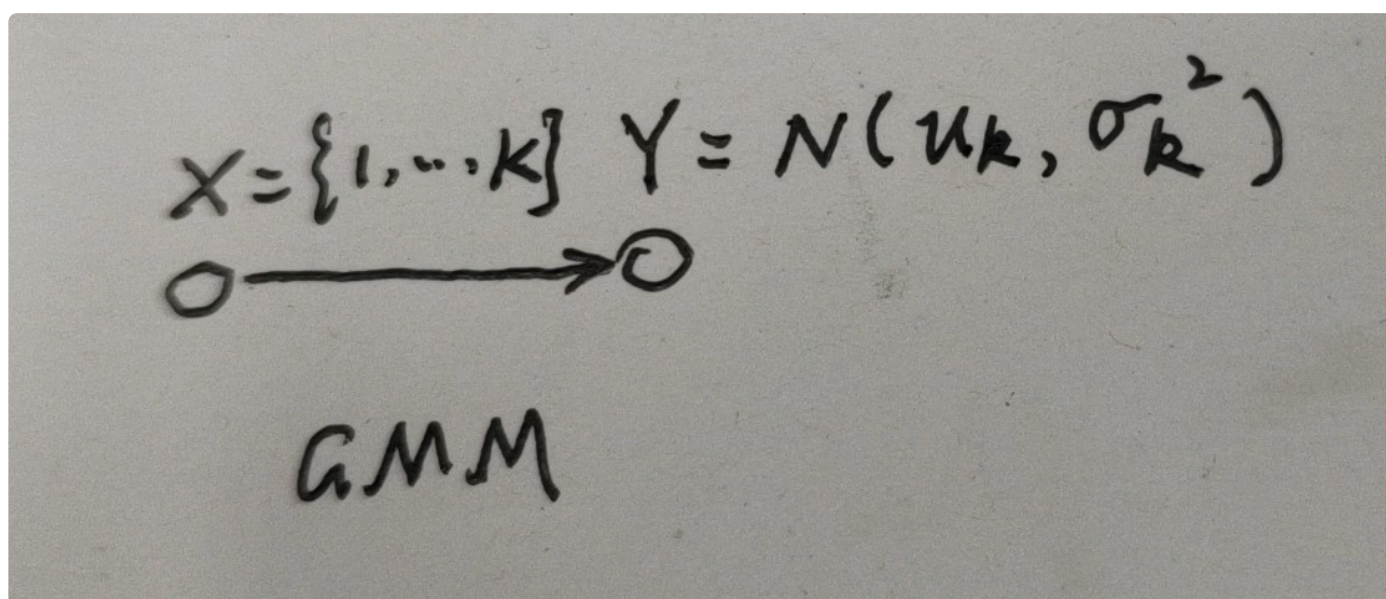 X={1,...,K} Y = N(uₖ, σₖ²)
GMM